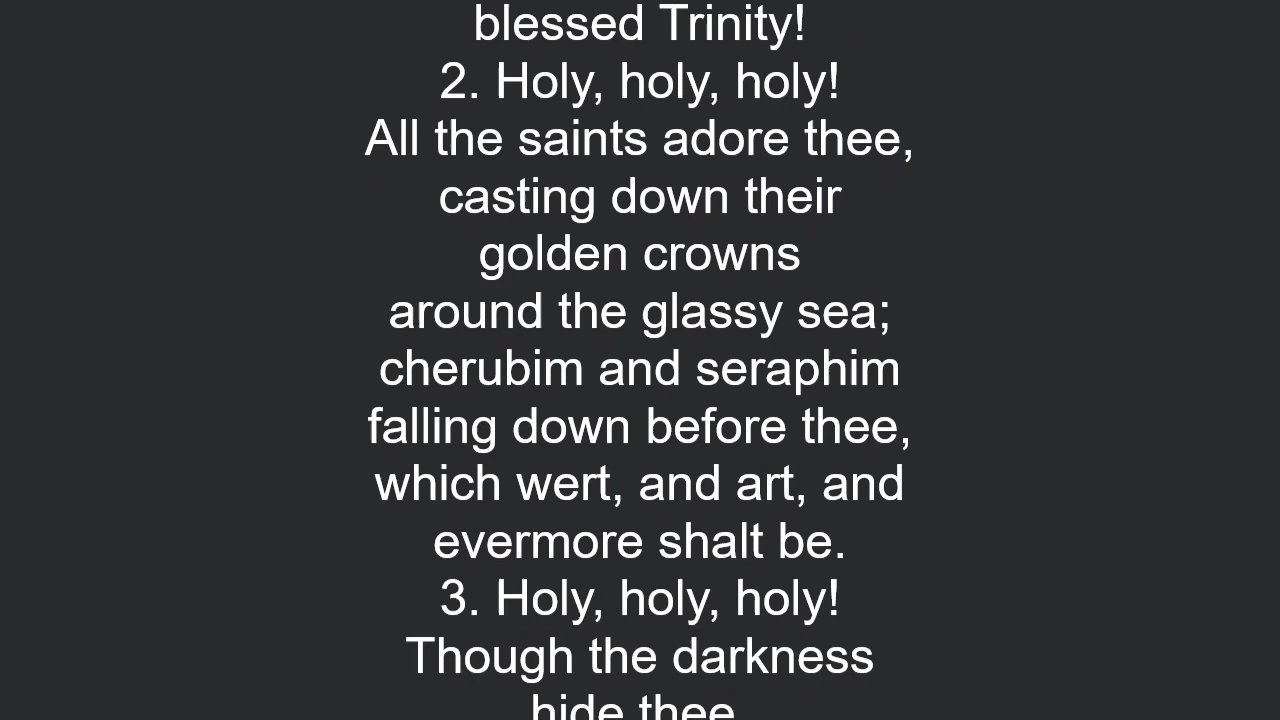 blessed Trinity!
2. Holy, holy, holy!
All the saints adore thee,
casting down their
golden crowns
around the glassy sea;
cherubim and seraphim
falling down before thee,
which wert, and art, and
evermore shalt be.
3. Holy, holy, holy!
Though the darkness
hide thee